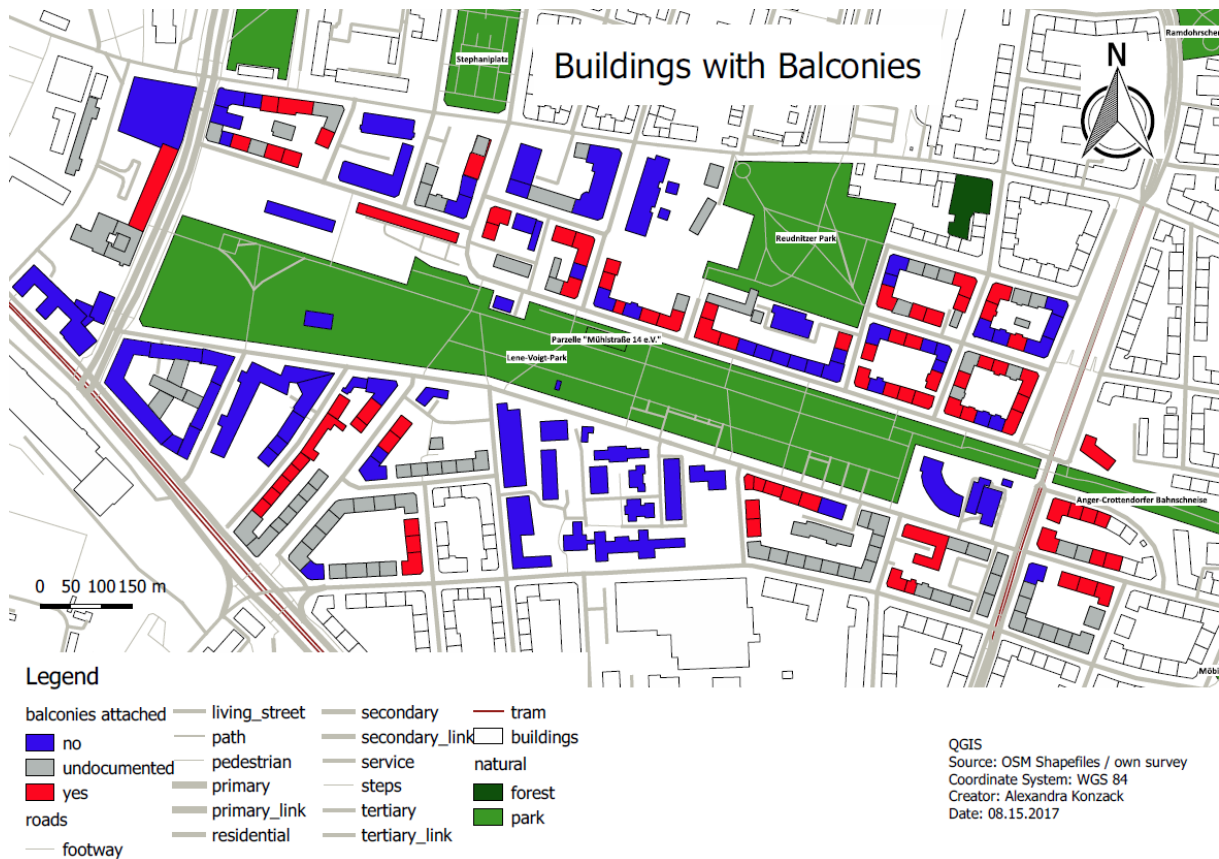 Ramdohrscher
Stephaniplatz
Buildings with Balconies
N
Reudnitzer Park
Parzelle "Mühlstraße 14 e.V."
Lene-Voigt-Park
Anger-Crottendorfer Bahnschneise
0 50 100 150 m
Möbi
Legend
balconies attached
no
undocumented
yes
roads
footway
living_street
path
pedestrian
primary
primary_link
residential
secondary
secondary_link
service
steps
tertiary
tertiary_link
tram
buildings
natural
forest
park
QGIS
Source: OSM Shapefiles / own survey
Coordinate System: WGS 84
Creator: Alexandra Konzack
Date: 08.15.2017